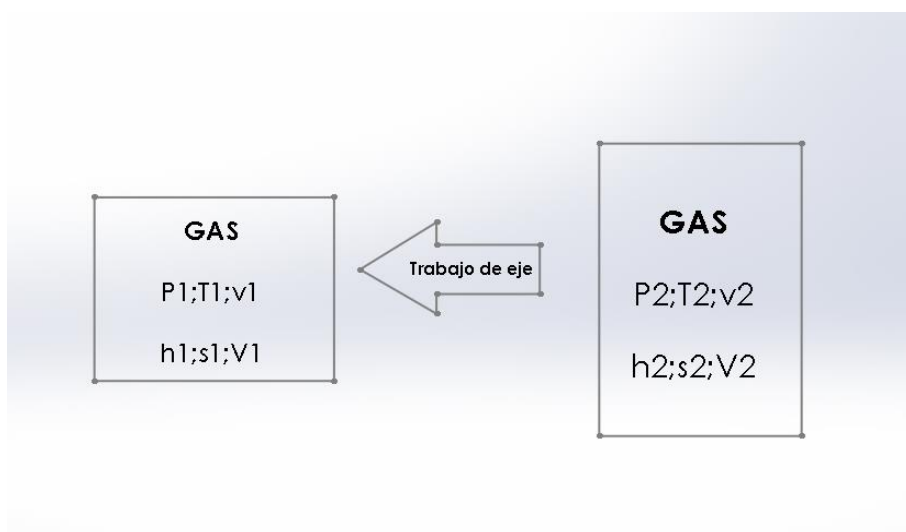 GAS
P1;T1;v1
h1;s1;V1
Trabajo de eje
GAS
P2;T2;v2
h2;s2;V2